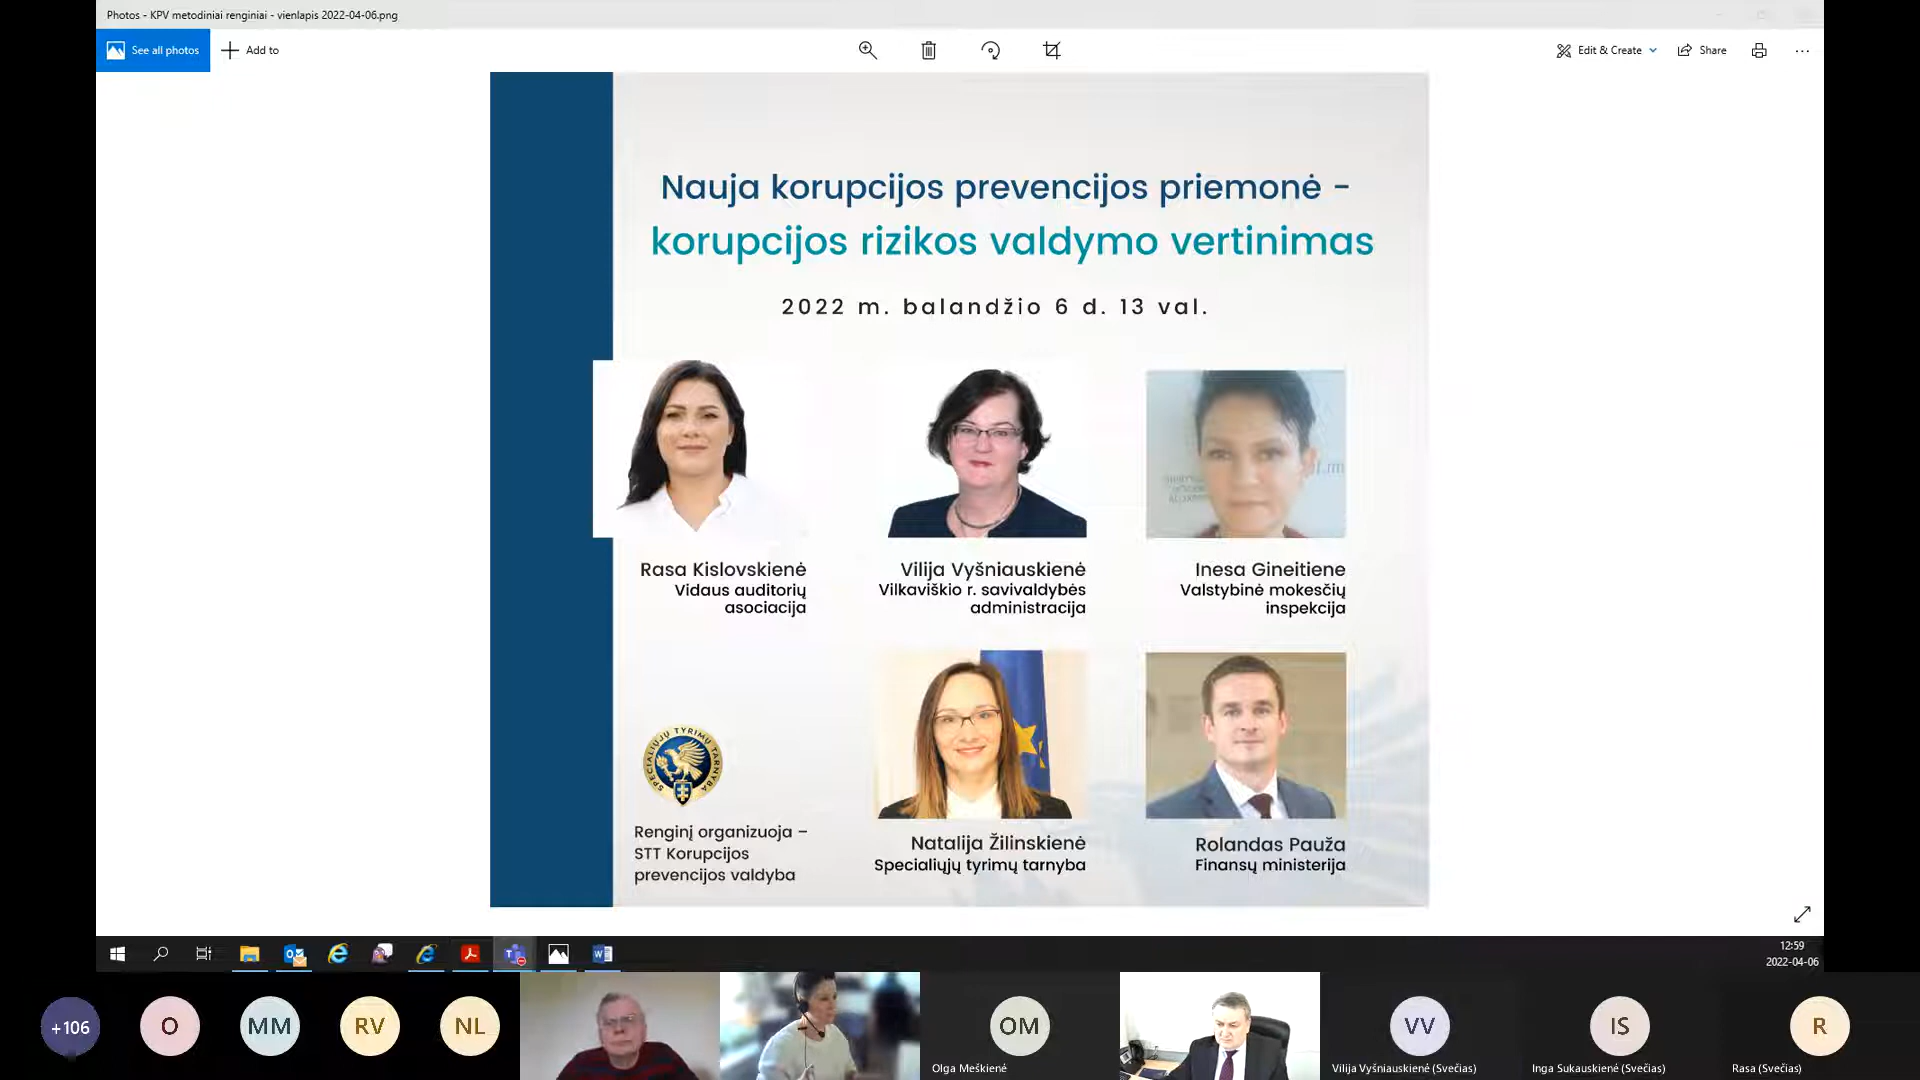 Photos - KPV metodiniai renginiai - vienlapis 2022-04-06.png
See all photos
Add to
Edit & Create
Share
Nauja korupcijos prevencijos priemonė -
korupcijos rizikos valdymo vertinimas
2022 m. balandžio 6 d. 13 val.
Rasa Kislovskienė
Vidaus auditorių
asociacija
Vilija Vyšniauskienė
Vilkaviškio r. savivaldybės
administracija
Inesa Gineitiene
Valstybinė mokesčių
inspekcija
SPECIALIŲJŲ TYRIMŲ TARNYBA
Renginį organizuoja –
STT Korupcijos
prevencijos valdyba
Natalija Žilinskienė
Specialiųjų tyrimų tarnyba
Rolandas Pauža
Finansų ministerija
12:59
2022-04-06
+106
O
MM
RV
NL
OM
Olga Meškienė
VV
Vilija Vyšniauskienė (Svečias)
IS
Inga Sukauskienė (Svečias)
R
Rasa (Svečias)